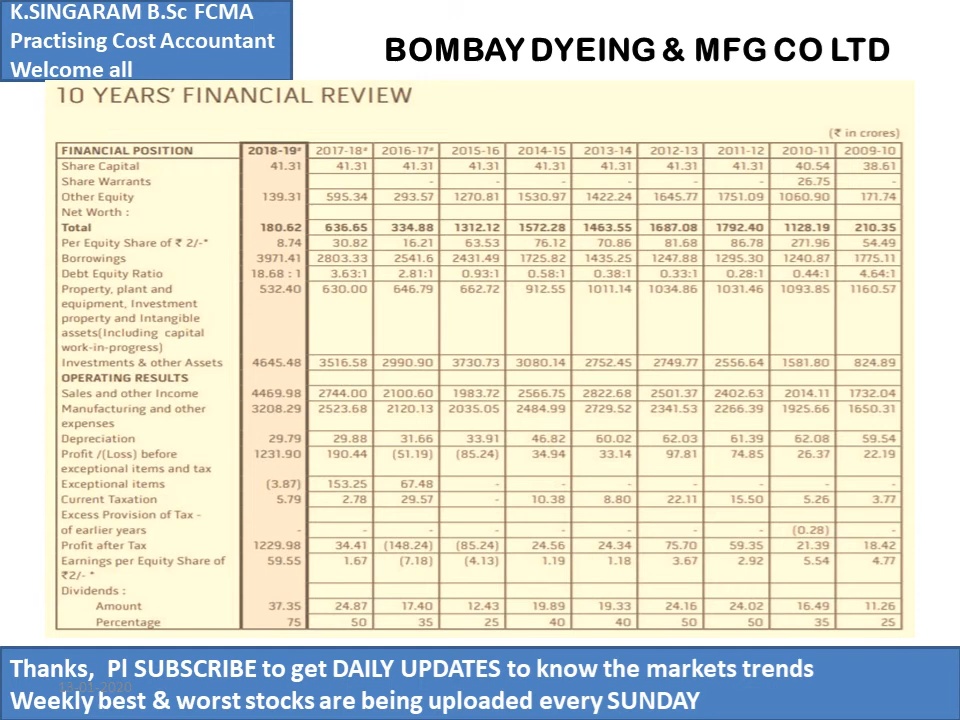 K.SINGARAM B.Sc FCMA
Practising Cost Accountant
Welcome all
BOMBAY DYEING & MFG CO LTD
10 YEARS' FINANCIAL REVIEW
(₹ in crores)
FINANCIAL POSITION 2018-19# 2017-18# 2016-17# 2015-16 2014-15 2013-14 2012-13 2011-12 2010-11 2009-10
Share Capital 41.31 41.31 41.31 41.31 41.31 41.31 41.31 41.31 40.54 38.61
Share Warrants - - - - - - - 26.75 -
Other Equity 139.31 595.34 293.57 1270.81 1530.97 1422.24 1645.77 1751.09 1060.90 171.74
Net Worth :
Total 180.62 636.65 334.88 1312.12 1572.28 1463.55 1687.08 1792.40 1128.19 210.35
Per Equity Share of ₹ 2/-* 8.74 30.82 16.21 63.53 76.12 70.86 81.68 86.78 271.96 54.49
Borrowings 3971.41 2803.33 2541.6 2431.49 1725.82 1435.25 1247.88 1295.30 1240.87 1775.11
Debt Equity Ratio 18.68 : 1 3.63:1 2.81:1 0.93:1 0.58:1 0.38:1 0.33:1 0.28:1 0.44:1 4.64:1
Property, plant and 532.40 630.00 646.79 662.72 912.55 1011.14 1034.86 1031.46 1093.85 1160.57
equipment, Investment
property and Intangible
assets(Including capital
work-in-progress)
Investments & other Assets 4645.48 3516.58 2990.90 3730.73 3080.14 2752.45 2749.77 2556.64 1581.80 824.89
OPERATING RESULTS
Sales and other Income 4469.98 2744.00 2100.60 1983.72 2566.75 2822.68 2501.37 2402.63 2014.11 1732.04
Manufacturing and other 3208.29 2523.68 2120.13 2035.05 2484.99 2729.52 2341.53 2266.39 1925.66 1650.31
expenses
Depreciation 29.79 29.88 31.66 33.91 46.82 60.02 62.03 61.39 62.08 59.54
Profit /(Loss) before 1231.90 190.44 (51.19) (85.24) 34.94 33.14 97.81 74.85 26.37 22.19
exceptional items and tax
Exceptional items (3.87) 153.25 67.48 - - - - - - -
Current Taxation 5.79 2.78 29.57 - 10.38 8.80 22.11 15.50 5.26 3.77
Excess Provision of Tax -
of earlier years - - - - - - - - (0.28) -
Profit after Tax 1229.98 34.41 (148.24) (85.24) 24.56 24.34 75.70 59.35 21.39 18.42
Earnings per Equity Share of 59.55 1.67 (7.18) (4.13) 1.19 1.18 3.67 2.92 5.54 4.77
₹2/- *
Dividends :
Amount 37.35 24.87 17.40 12.43 19.89 19.33 24.16 24.02 16.49 11.26
Percentage 75 50 35 25 40 40 50 50 35 25
Thanks, Pl SUBSCRIBE to get DAILY UPDATES to know the markets trends
13-01-2020
Weekly best & worst stocks are being uploaded every SUNDAY